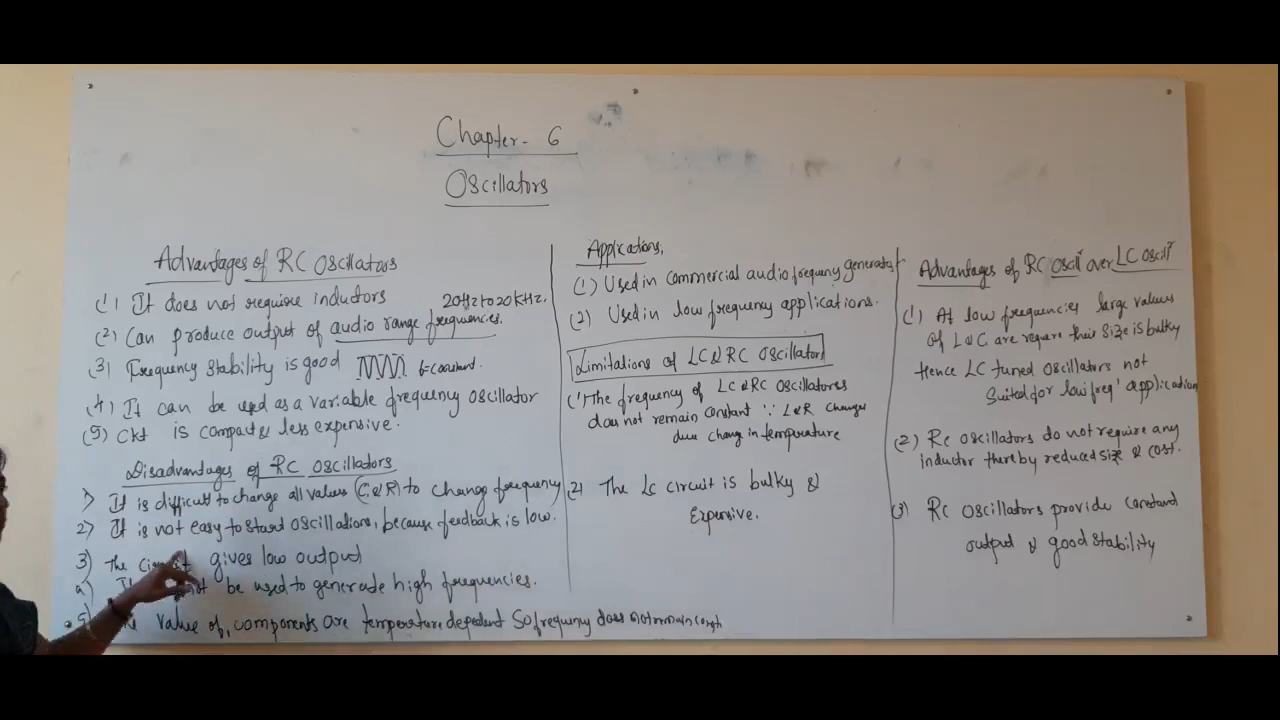 Chapter - 6
Oscillators
Advantages of RC Oscillators
(1) It does not require inductors
20Hz to 20KHz.
(2) Can produce output of audio range frequencies.
(3) Frequency stability is good f=constant.
(4) It can be used as a variable frequency oscillator
(5) Ckt is compact & less expensive.
Disadvantages of RC Oscillators
> It is difficult to change all values (C & R) to change frequency
2> It is not easy to start oscillations, because feedback is low.
3) The gives low output
be used to generate high frequencies.
value of components are temperature dependent So frequency does not remain
Applications,
(1) Used in commercial audio frequency generator
(2) Used in low frequency applications.
Limitations of LC & RC Oscillator
(1) The frequency of LC & RC Oscillators
does not remain constant ∵ L & R changes
due change in temperature
2) The LC circuit is bulky &
Expensive.
Advantages of RC Oscilr over LC Oscilr
(1) At low frequencies large values
of L & C are require their size is bulky
Hence LC tuned oscillators not
Suited for low freq' application
(2) RC oscillators do not require any
inductor thereby reduced size & cost.
(3) RC Oscillators provide constant
output & good stability